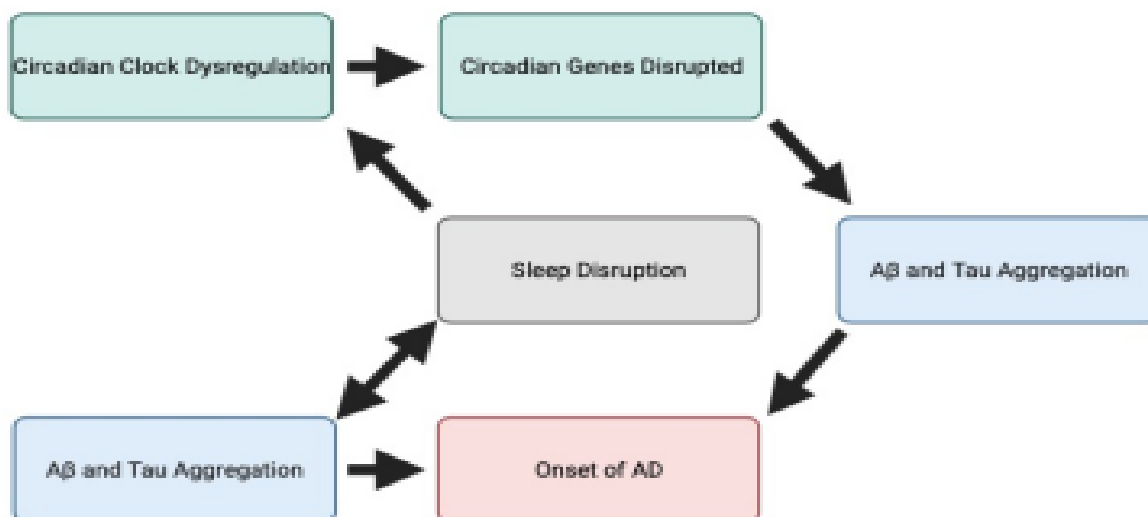 Circadian Clock Dysregulation
Circadian Genes Disrupted
Sleep Disruption
Aβ and Tau Aggregation
Aβ and Tau Aggregation
Onset of AD